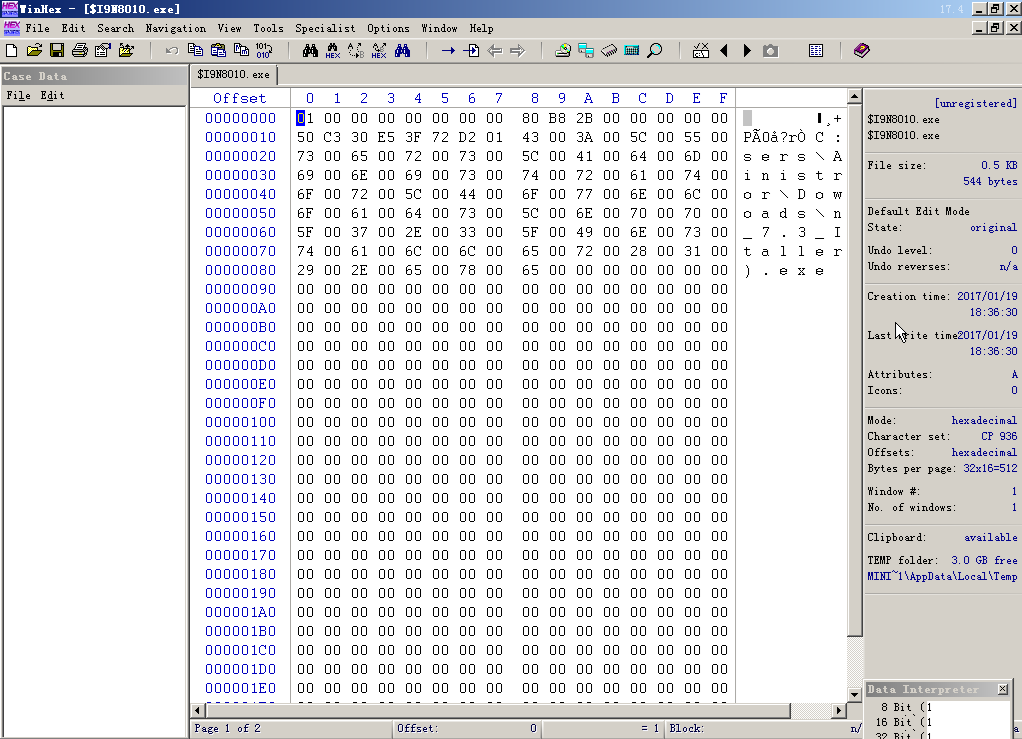 WinHex - [$I9N8010.exe]
17.4
File Edit Search Navigation View Tools Specialist Options Window Help
Case Data
File Edit
$I9N8010.exe
Offset 0 1 2 3 4 5 6 7 8 9 A B C D E F
00000000 01 00 00 00 00 00 00 00 80 B8 2B 00 00 00 00 00 ¸+
00000010 50 C3 30 E5 3F 72 D2 01 43 00 3A 00 5C 00 55 00 PÃ0å?rÒ C :
00000020 73 00 65 00 72 00 73 00 5C 00 41 00 64 00 6D 00 s e r s \ A
00000030 69 00 6E 00 69 00 73 00 74 00 72 00 61 00 74 00 i n i s t r
00000040 6F 00 72 00 5C 00 44 00 6F 00 77 00 6E 00 6C 00 o r \ D o w
00000050 6F 00 61 00 64 00 73 00 5C 00 6E 00 70 00 70 00 o a d s \ n
00000060 5F 00 37 00 2E 00 33 00 5F 00 49 00 6E 00 73 00 _ 7 . 3 _ I
00000070 74 00 61 00 6C 00 6C 00 65 00 72 00 28 00 31 00 t a l l e r
00000080 29 00 2E 00 65 00 78 00 65 00 00 00 00 00 00 00 ) . e x e
00000090 00 00 00 00 00 00 00 00 00 00 00 00 00 00 00 00
000000A0 00 00 00 00 00 00 00 00 00 00 00 00 00 00 00 00
000000B0 00 00 00 00 00 00 00 00 00 00 00 00 00 00 00 00
000000C0 00 00 00 00 00 00 00 00 00 00 00 00 00 00 00 00
000000D0 00 00 00 00 00 00 00 00 00 00 00 00 00 00 00 00
000000E0 00 00 00 00 00 00 00 00 00 00 00 00 00 00 00 00
000000F0 00 00 00 00 00 00 00 00 00 00 00 00 00 00 00 00
00000100 00 00 00 00 00 00 00 00 00 00 00 00 00 00 00 00
00000110 00 00 00 00 00 00 00 00 00 00 00 00 00 00 00 00
00000120 00 00 00 00 00 00 00 00 00 00 00 00 00 00 00 00
00000130 00 00 00 00 00 00 00 00 00 00 00 00 00 00 00 00
00000140 00 00 00 00 00 00 00 00 00 00 00 00 00 00 00 00
00000150 00 00 00 00 00 00 00 00 00 00 00 00 00 00 00 00
00000160 00 00 00 00 00 00 00 00 00 00 00 00 00 00 00 00
00000170 00 00 00 00 00 00 00 00 00 00 00 00 00 00 00 00
00000180 00 00 00 00 00 00 00 00 00 00 00 00 00 00 00 00
00000190 00 00 00 00 00 00 00 00 00 00 00 00 00 00 00 00
000001A0 00 00 00 00 00 00 00 00 00 00 00 00 00 00 00 00
000001B0 00 00 00 00 00 00 00 00 00 00 00 00 00 00 00 00
000001C0 00 00 00 00 00 00 00 00 00 00 00 00 00 00 00 00
000001D0 00 00 00 00 00 00 00 00 00 00 00 00 00 00 00 00
000001E0 00 00 00 00 00 00 00 00 00 00 00 00 00 00 00 00
[unregistered]
$I9N8010.exe
$I9N8010.exe
File size: 0.5 KB
544 bytes
Default Edit Mode
State: original
Undo level: 0
Undo reverses: n/a
Creation time: 2017/01/19
18:36:30
Last write time 2017/01/19
18:36:30
Attributes: A
Icons: 0
Mode: hexadecimal
Character set: CP 936
Offsets: hexadecimal
Bytes per page: 32x16=512
Window #: 1
No. of windows: 1
Clipboard: available
TEMP folder: 3.0 GB free
MINI~1\AppData\Local\Temp
Data Interpreter
8 Bit (1
16 Bit (1
32 Bit (1
Page 1 of 2 Offset: 0 = 1 Block: n/